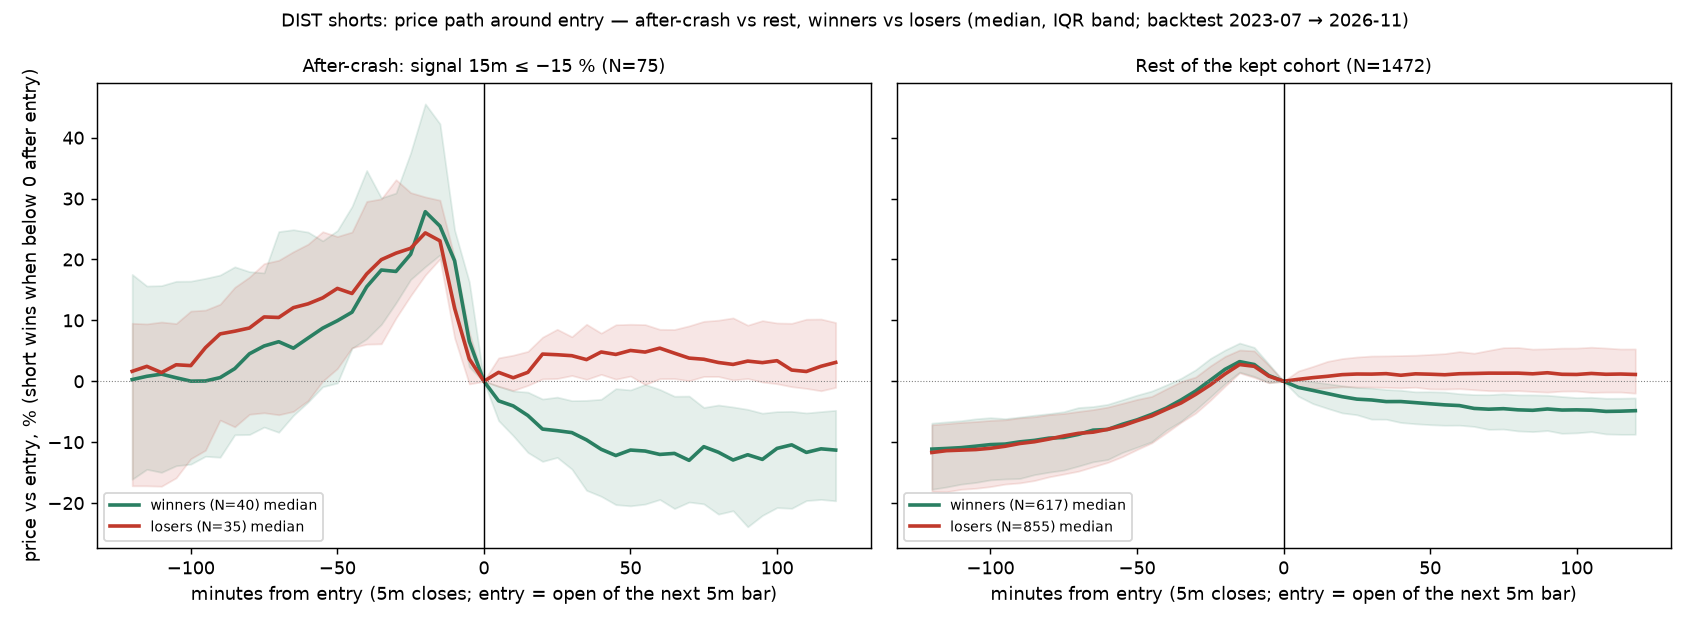 DIST shorts: price path around entry — after-crash vs rest, winners vs losers (median, IQR band; backtest 2023-07 → 2026-11)
After-crash: signal 15m ≤ −15 % (N=75)
price vs entry, % (short wins when below 0 after entry)
40
30
20
10
0
−10
−20
winners (N=40) median
losers (N=35) median
−100 −50 0 50 100
minutes from entry (5m closes; entry = open of the next 5m bar)
Rest of the kept cohort (N=1472)
winners (N=617) median
losers (N=855) median
−100 −50 0 50 100
minutes from entry (5m closes; entry = open of the next 5m bar)